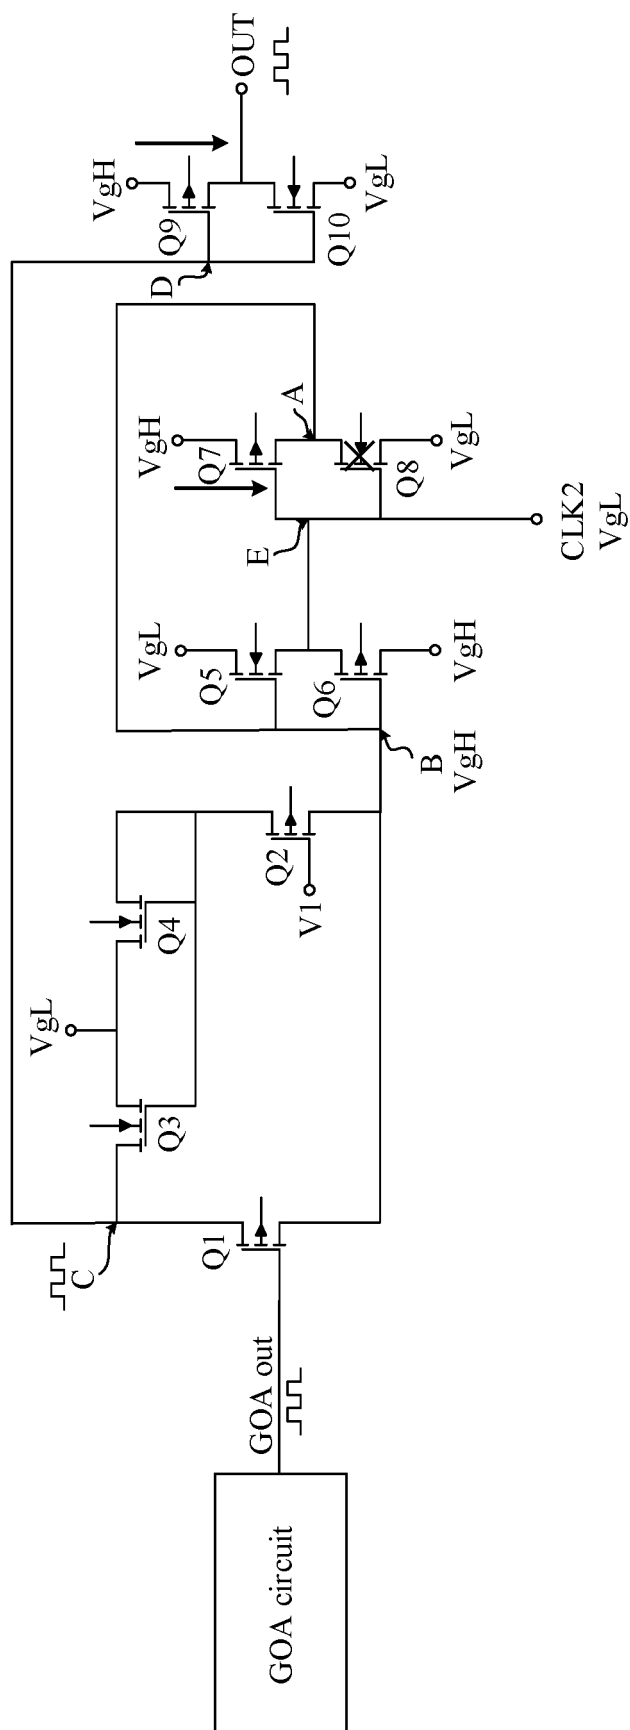 GOA circuit
GOA out
C
Q1
Q3
VgL
Q4
V1
Q2
B
VgH
VgL
Q5
Q6
VgH
E
VgH
Q7
A
Q8
VgL
CLK2
VgL
D
VgH
Q9
Q10
VgL
OUT